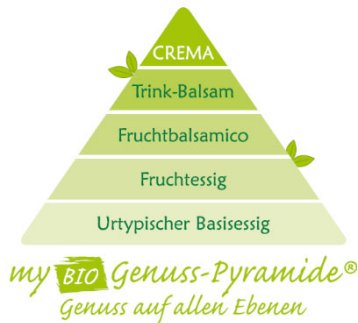 CREMA
Trink-Balsam
Fruchtbalsamico
Fruchtessig
Urtypischer Basisessig
my BIO Genuss-Pyramide®
Genuss auf allen Ebenen